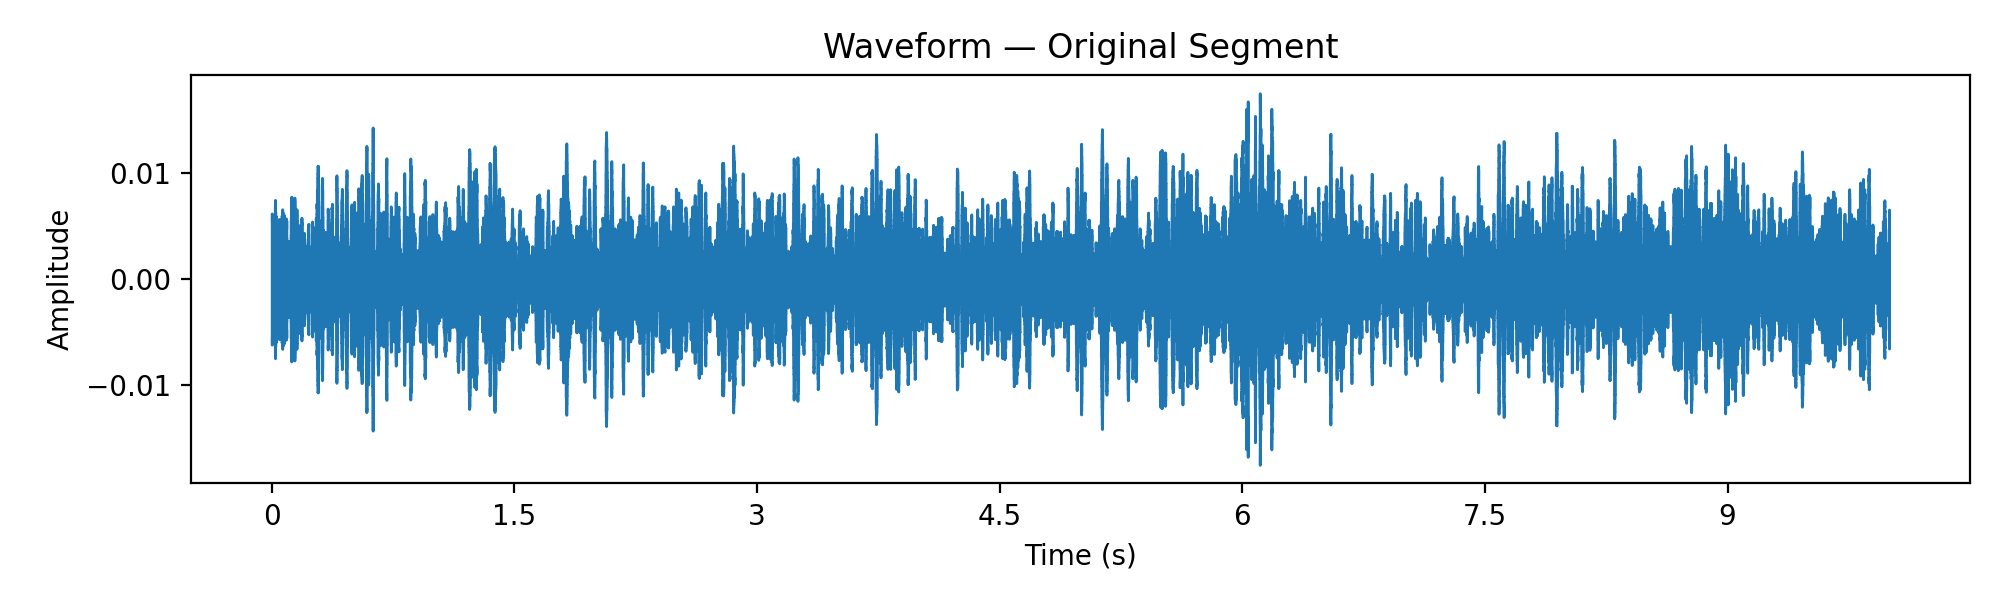 Waveform — Original Segment
Amplitude
0.01
0.00
−0.01
0 1.5 3 4.5 6 7.5 9
Time (s)